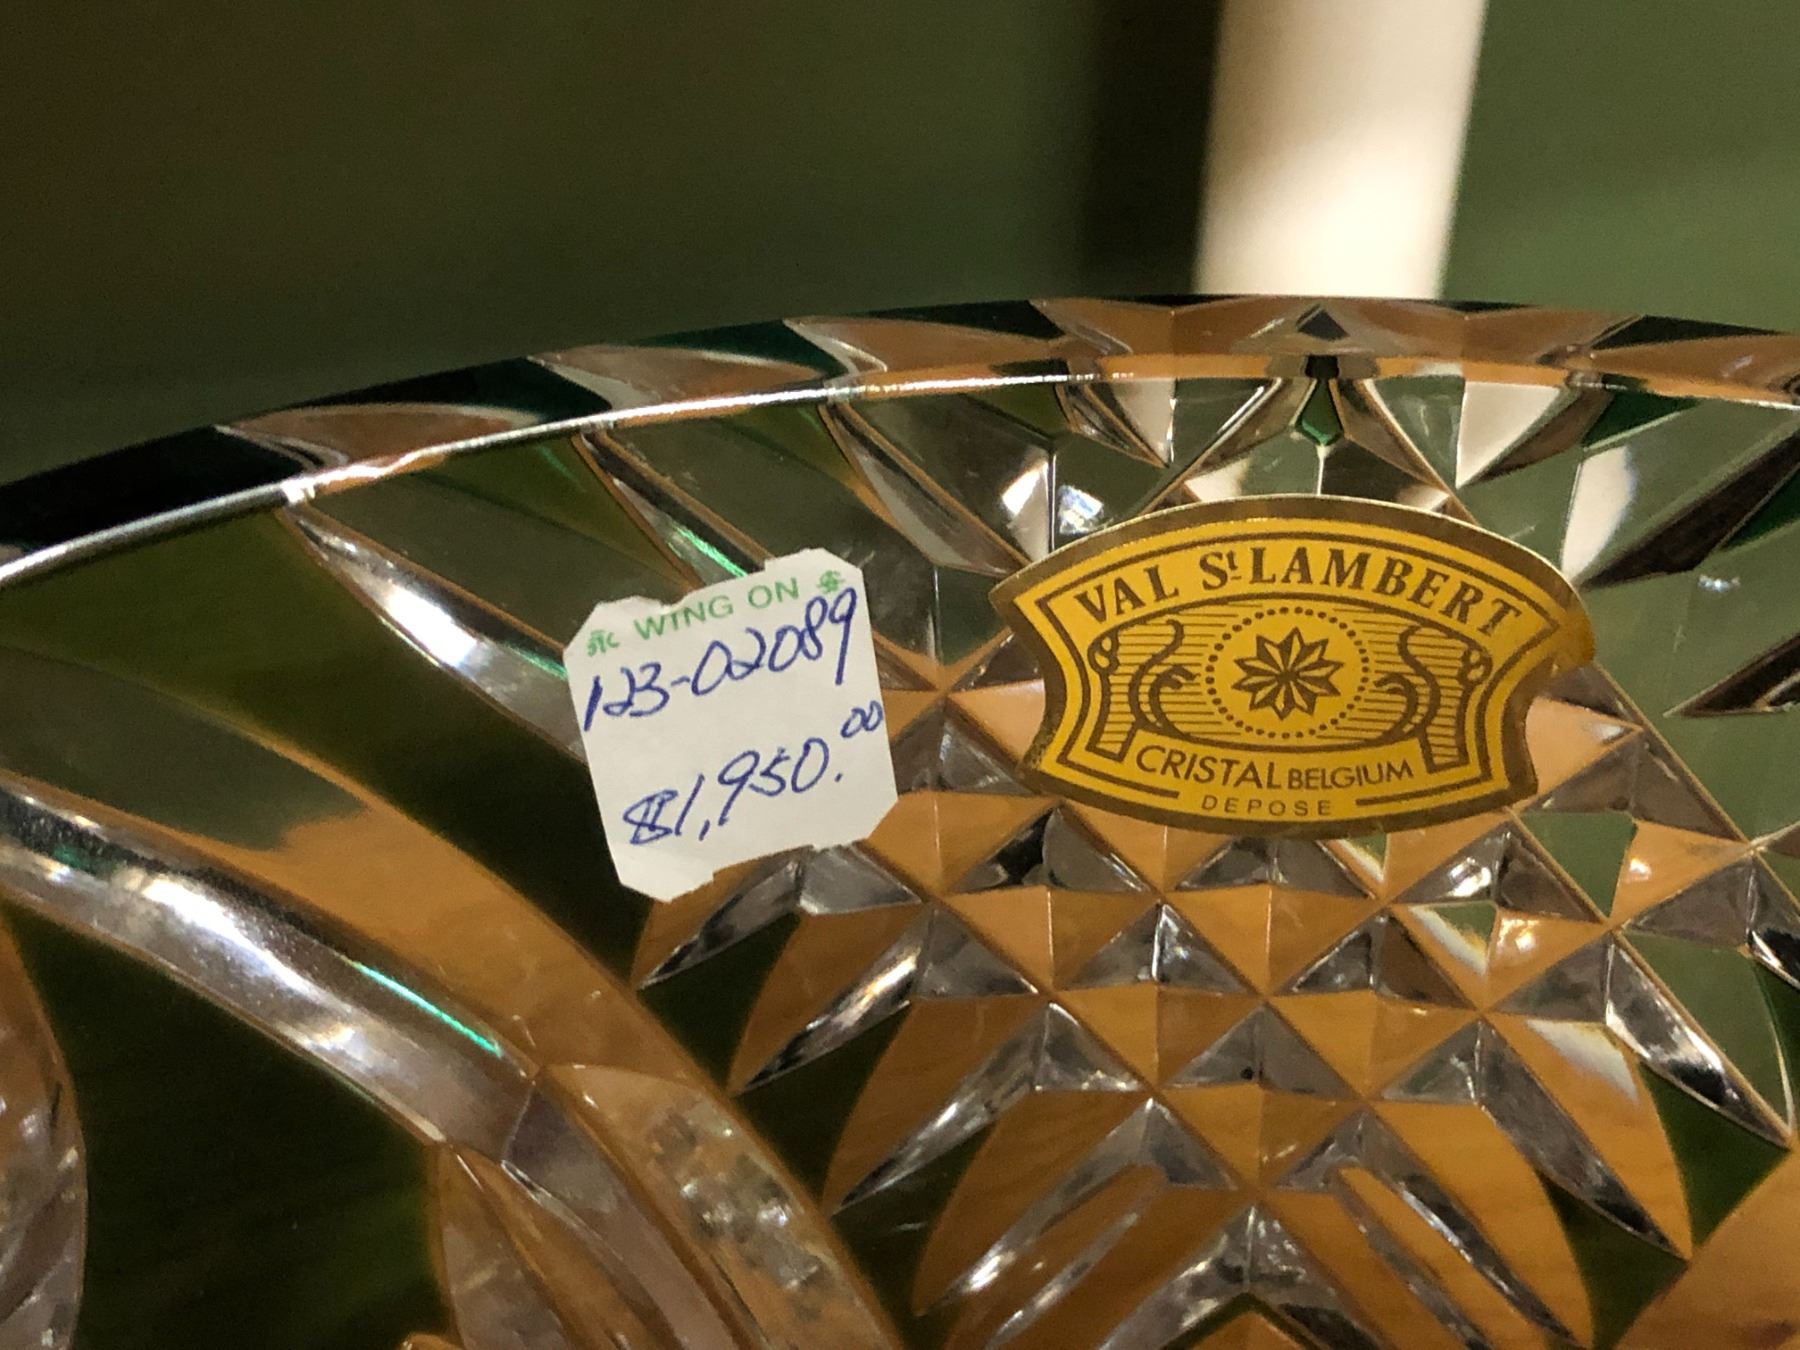 永 WING ON 安
123-02089
$1,950.00
VAL St LAMBERT
CRISTAL BELGIUM
DEPOSE